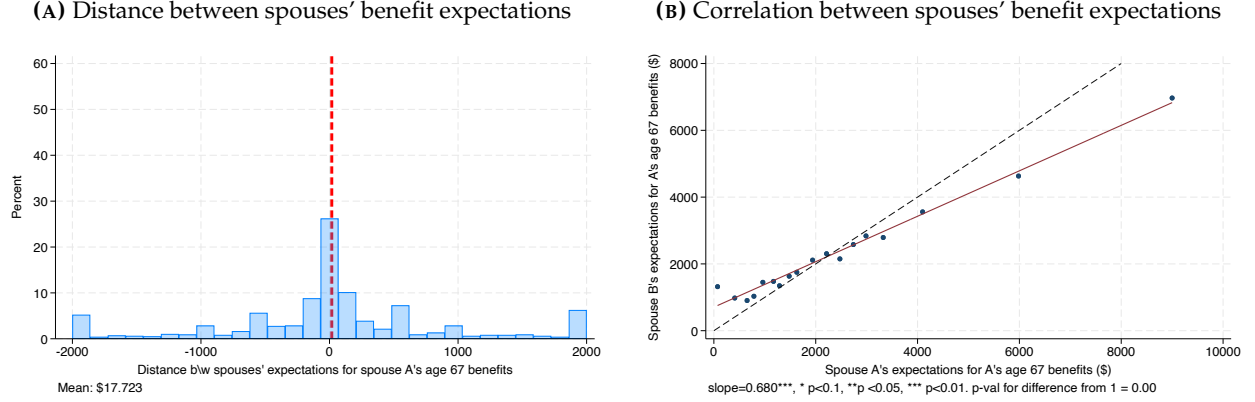 (A) Distance between spouses' benefit expectations
60
50
40
30
20
10
0
Percent
-2000 -1000 0 1000 2000
Distance b\w spouses' expectations for spouse A's age 67 benefits
Mean: $17.723
(B) Correlation between spouses' benefit expectations
8000
6000
4000
2000
0
Spouse B's expectations for A's age 67 benefits ($)
0 2000 4000 6000 8000 10000
Spouse A's expectations for A's age 67 benefits ($)
slope=0.680***, * p<0.1, **p <0.05, *** p<0.01. p-val for difference from 1 = 0.00